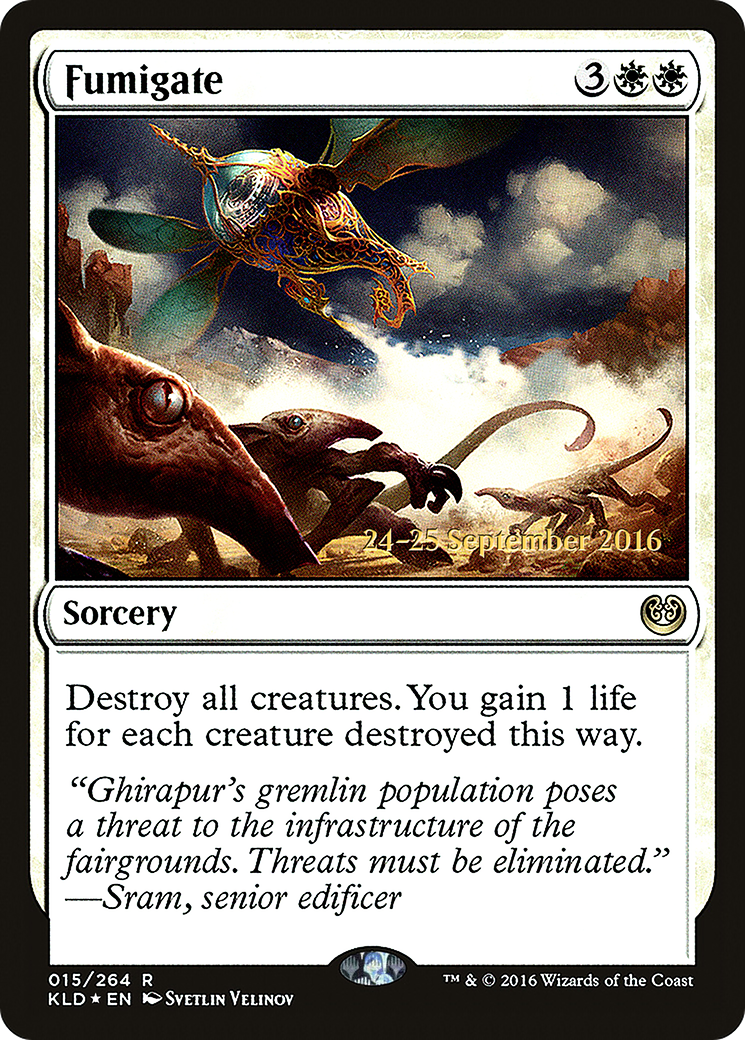 Fumigate
3
24–25 September 2016
Sorcery
Destroy all creatures. You gain 1 life
for each creature destroyed this way.
“Ghirapur’s gremlin population poses
a threat to the infrastructure of the
fairgrounds. Threats must be eliminated.”
—Sram, senior edificer
015/264 R
KLD ★ EN Svetlin Velinov
™ & © 2016 Wizards of the Coast